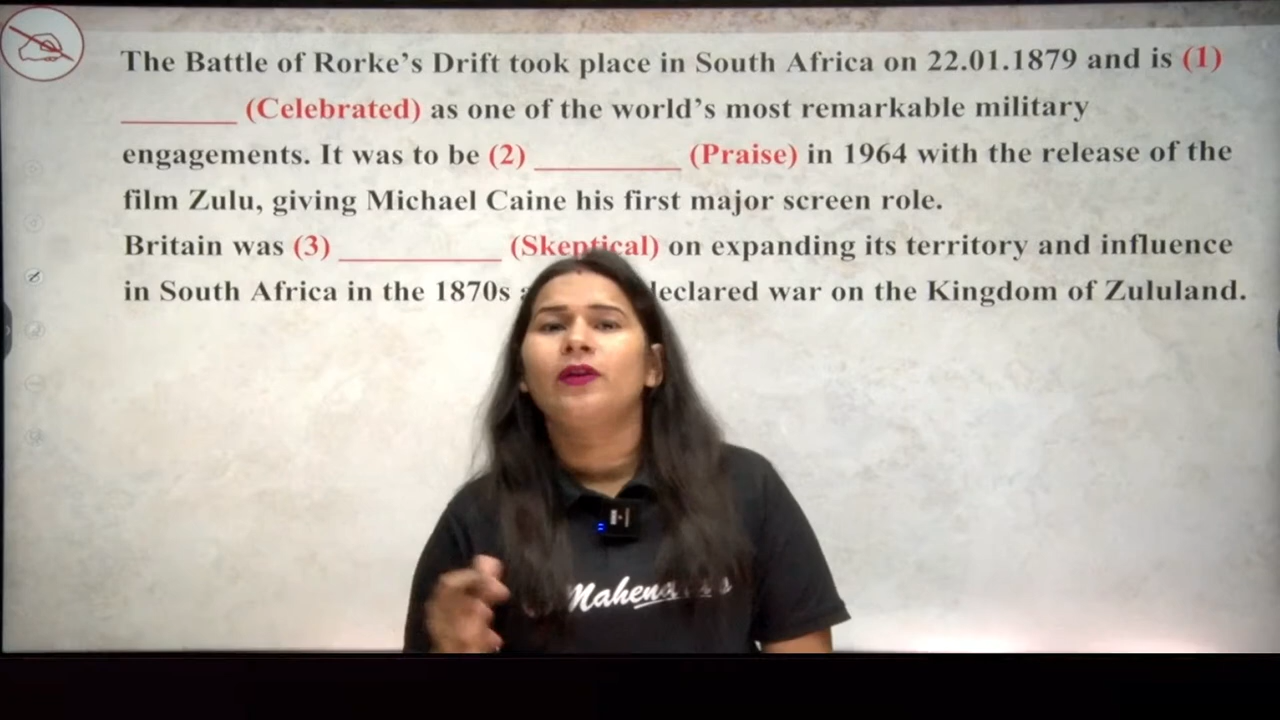 The Battle of Rorke’s Drift took place in South Africa on 22.01.1879 and is (1)
________ (Celebrated) as one of the world’s most remarkable military
engagements. It was to be (2) __________ (Praise) in 1964 with the release of the
film Zulu, giving Michael Caine his first major screen role.
Britain was (3) ___________ (Skeptical) on expanding its territory and influence
in South Africa in the 1870s declared war on the Kingdom of Zululand.